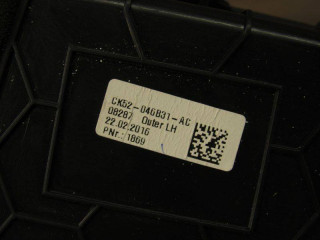 CK52-046B31-AC
08287 Outer LH
22.02.2016
PNr.: 1869